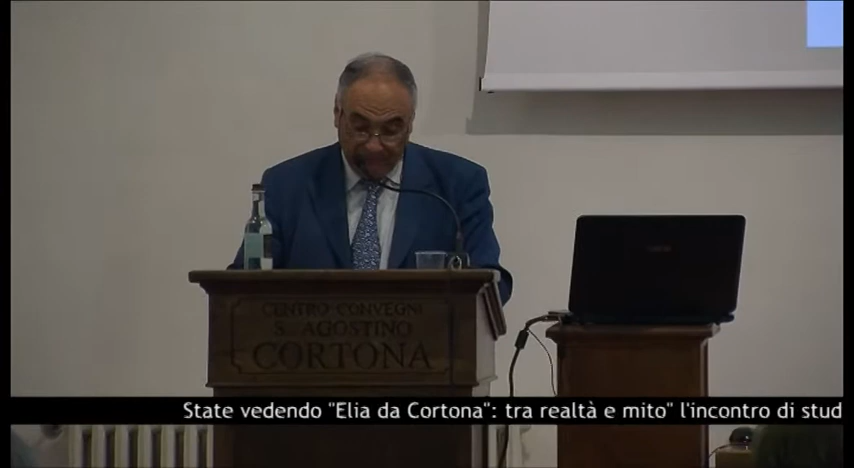 CENTRO CONVEGNI
S. AGOSTINO
CORTONA
State vedendo "Elia da Cortona": tra realtà e mito" l'incontro di stud